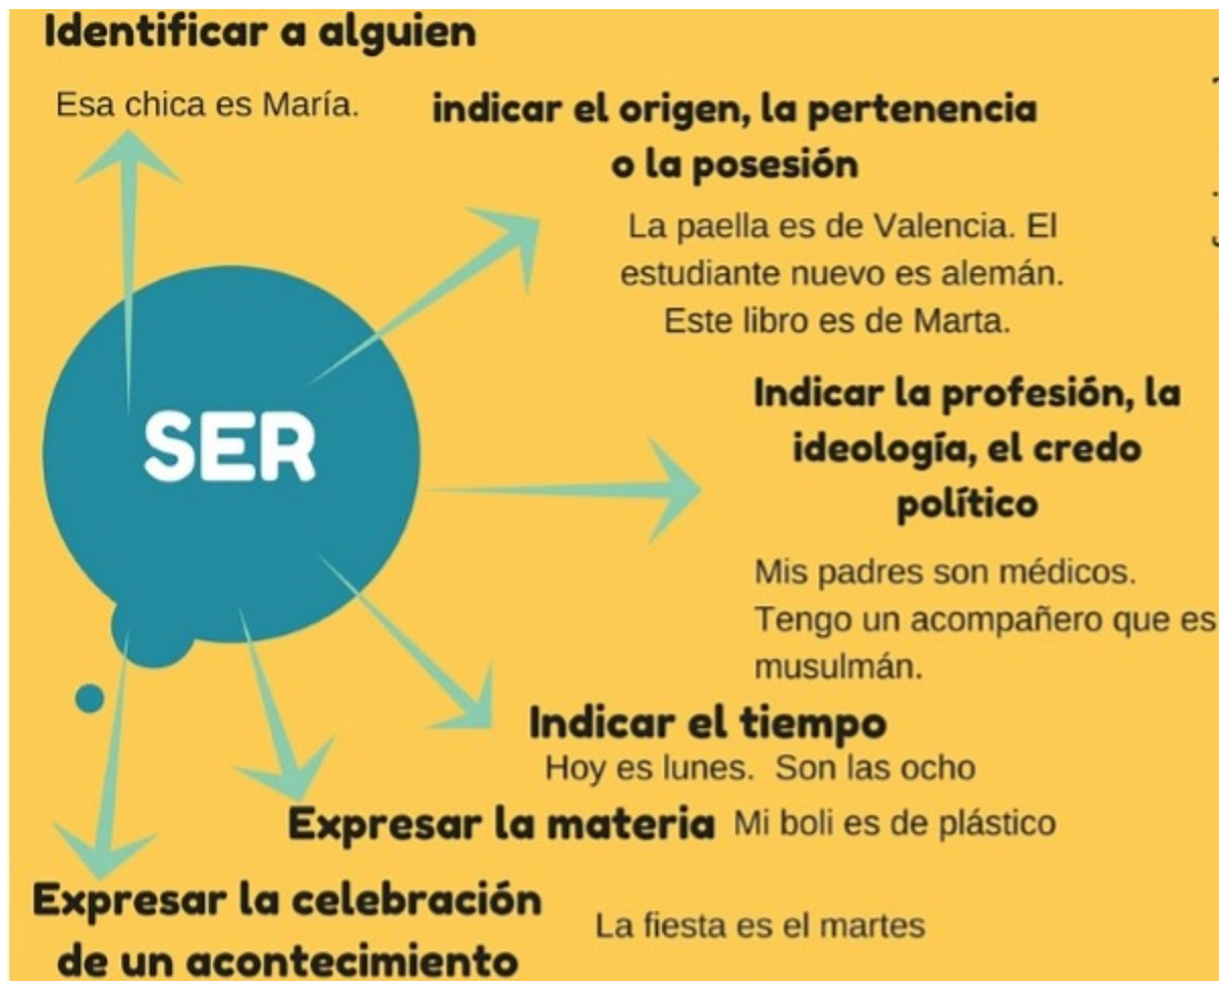 Identificar a alguien
Esa chica es María.
indicar el origen, la pertenencia
o la posesión
La paella es de Valencia. El
estudiante nuevo es alemán.
Este libro es de Marta.
SER
Indicar la profesión, la
ideología, el credo
político
Mis padres son médicos.
Tengo un acompañero que es
musulmán.
Indicar el tiempo
Hoy es lunes.  Son las ocho
Expresar la materia Mi boli es de plástico
Expresar la celebración
de un acontecimiento
La fiesta es el martes